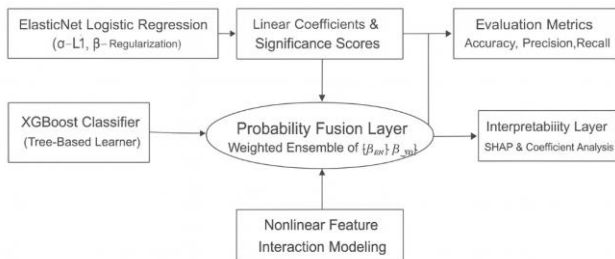 ElasticNet Logistic Regression
(α–L1, β–Regularization)
Linear Coefficients &
Significance Scores
Evaluation Metrics
Accuracy, Precision,Recall
XGBoost Classifier
(Tree-Based Learner)
Probability Fusion Layer
Weighted Ensemble of
Interpretabiiity Layer
SHAP & Coefficient Analysis
Nonlinear Feature
Interaction Modeling